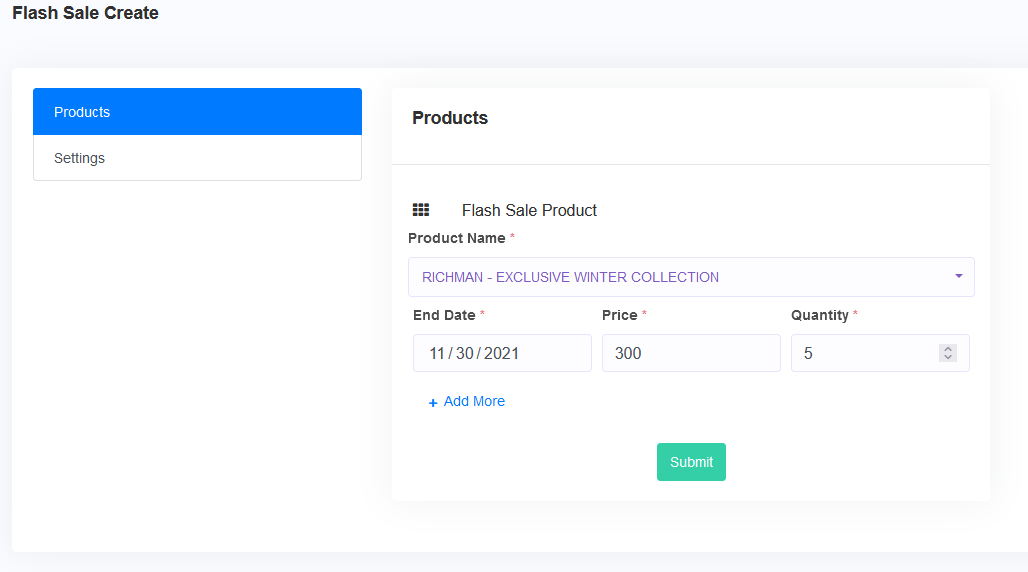 Flash Sale Create
Products
Settings
Products
Flash Sale Product
Product Name *
RICHMAN - EXCLUSIVE WINTER COLLECTION
End Date * Price * Quantity *
11/30/2021 300 5
+ Add More
Submit